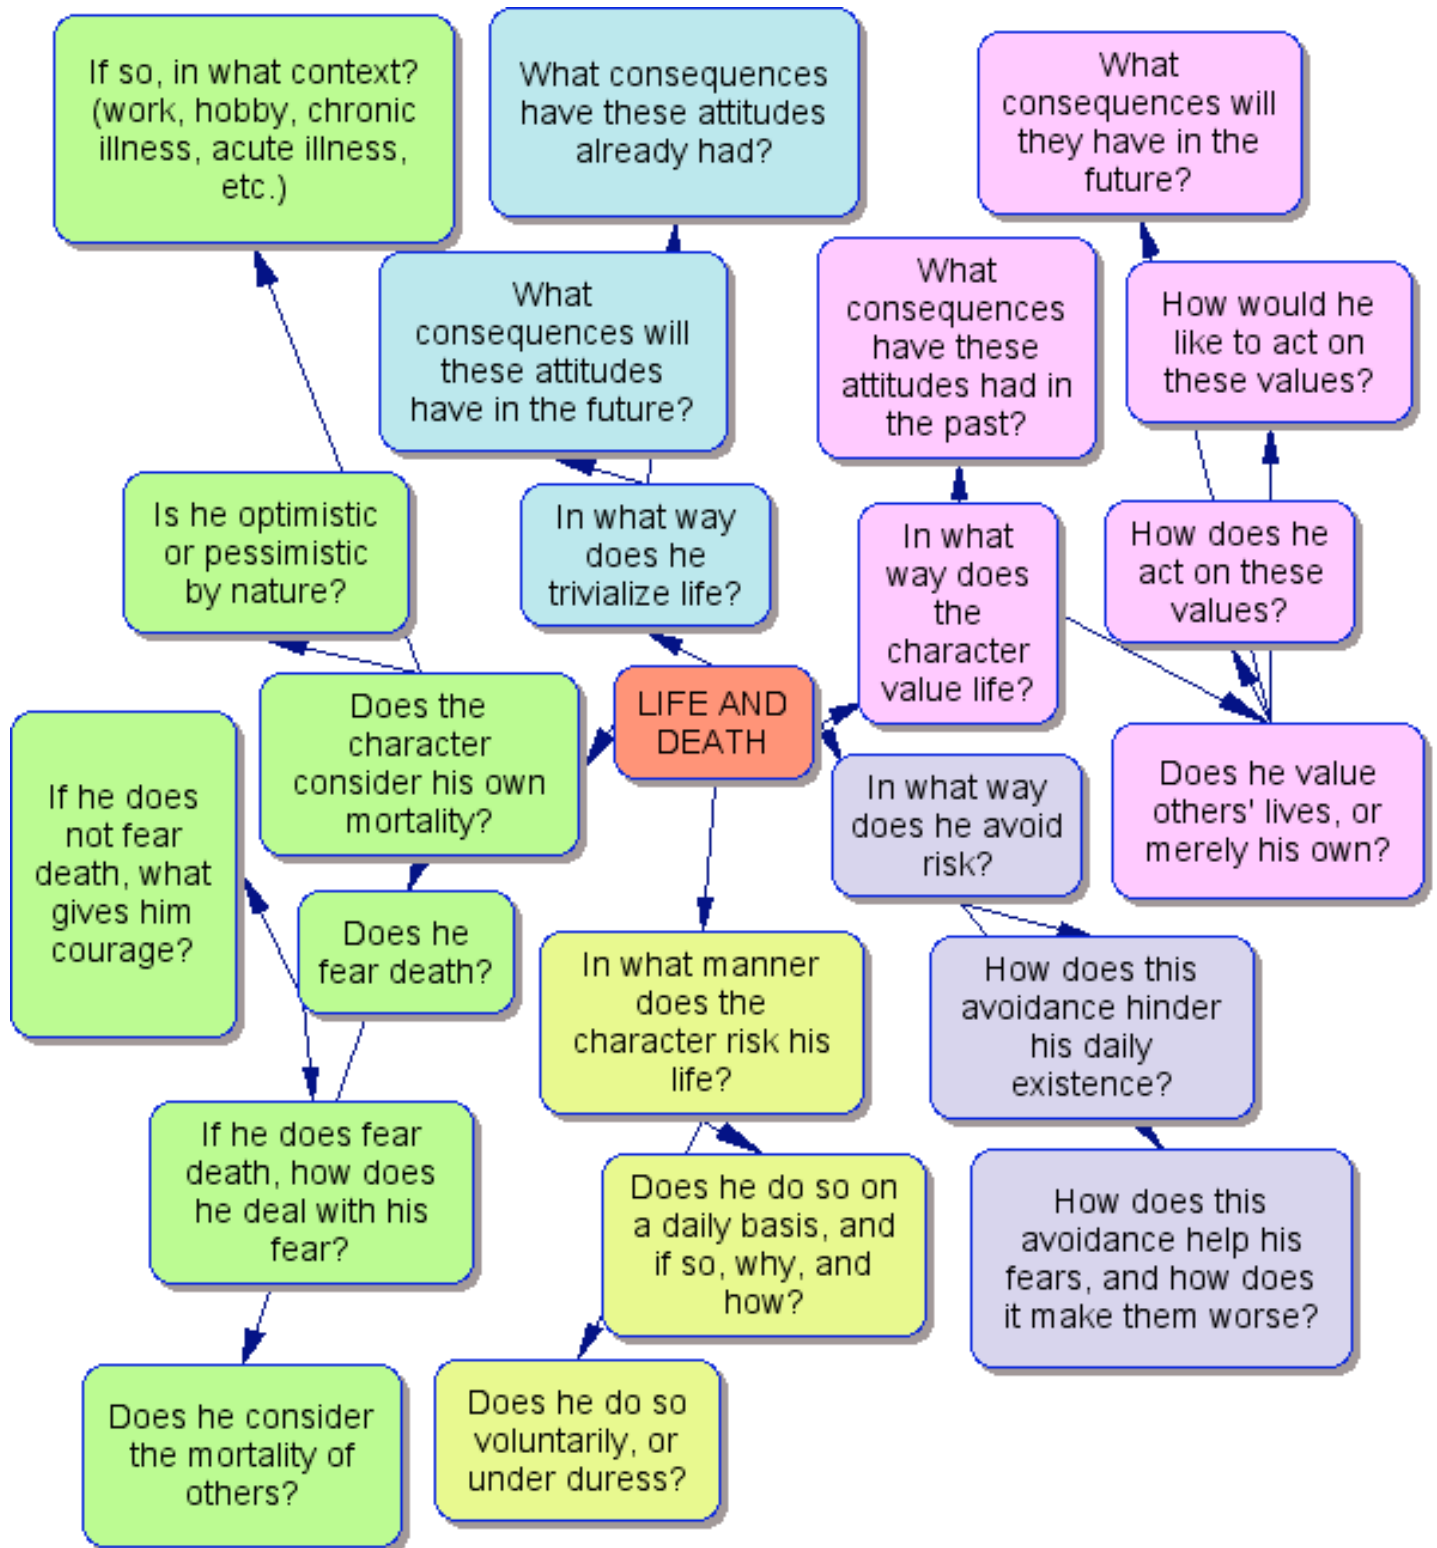 If so, in what context?
(work, hobby, chronic
illness, acute illness,
etc.)
What consequences
have these attitudes
already had?
What
consequences will
they have in the
future?
What
consequences will
these attitudes
have in the future?
What
consequences
have these
attitudes had in
the past?
How would he
like to act on
these values?
Is he optimistic
or pessimistic
by nature?
In what way
does he
trivialize life?
In what
way does
the
character
value life?
How does he
act on these
values?
LIFE AND
DEATH
Does the
character
consider his own
mortality?
If he does
not fear
death, what
gives him
courage?
In what way
does he avoid
risk?
Does he value
others' lives, or
merely his own?
Does he
fear death?
In what manner
does the
character risk his
life?
How does this
avoidance hinder
his daily
existence?
If he does fear
death, how does
he deal with his
fear?
Does he do so on
a daily basis, and
if so, why, and
how?
How does this
avoidance help his
fears, and how does
it make them worse?
Does he consider
the mortality of
others?
Does he do so
voluntarily, or
under duress?